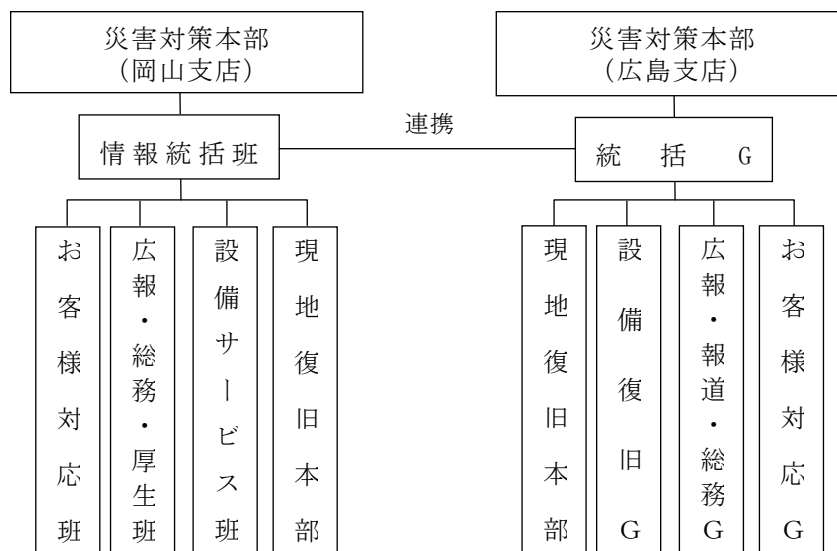 災害対策本部
（岡山支店）
災害対策本部
（広島支店）
連携
情報統括班
統括G
お客様対応班
広報・総務・厚生班
設備サービス班
現地復旧本部
現地復旧本部
設備復旧G
広報・報道・総務G
お客様対応G